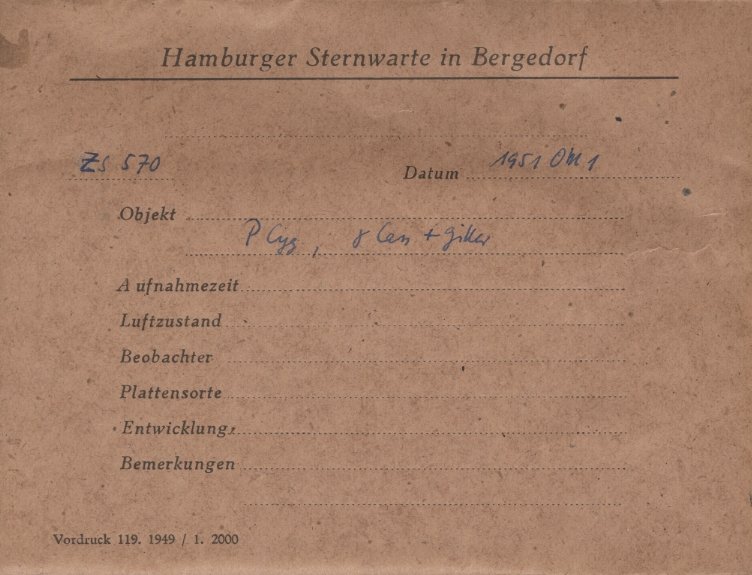 Hamburger Sternwarte in Bergedorf
ZS 570
Datum 1951 Okt 1
Objekt
P Cyg, γ Cas + Gitter
Aufnahmezeit
Luftzustand
Beobachter
Plattensorte
Entwicklung
Bemerkungen
Vordruck 119. 1949 / 1. 2000